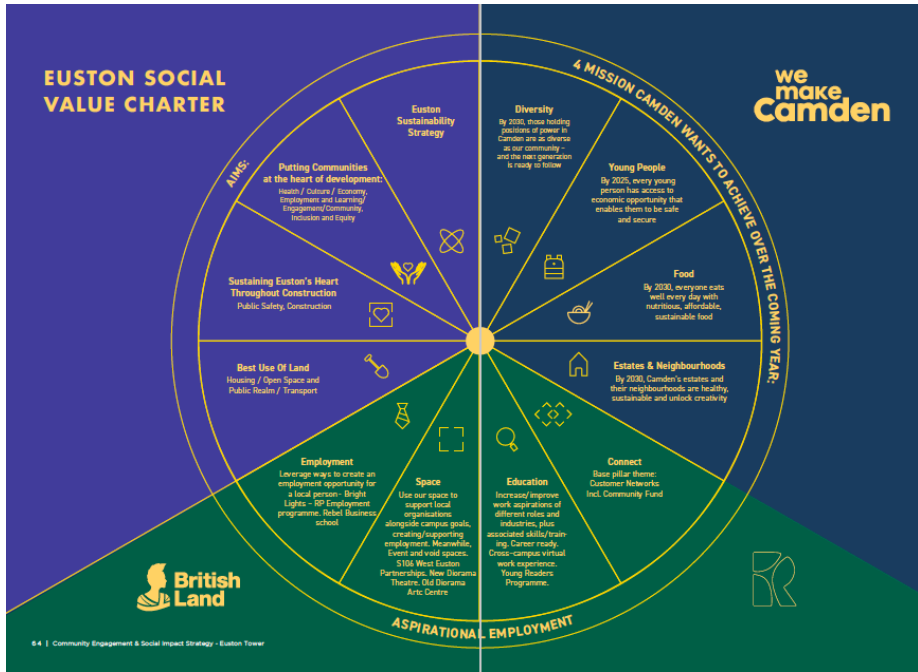 EUSTON SOCIAL
VALUE CHARTER
we
make
Camden
AIMS:
4 MISSION CAMDEN WANTS TO ACHIEVE OVER THE COMING YEAR:
Euston
Sustainability
Strategy
Putting Communities
at the heart of development:
Health / Culture / Economy,
Employment and Learning/
Engagement/Community,
Inclusion and Equity
Sustaining Euston's Heart
Throughout Construction
Public Safety, Construction
Best Use Of Land
Housing / Open Space and
Public Realm / Transport
Diversity
By 2030, those holding
positions of power in
Camden are as diverse
as our community –
and the next generation
is ready to follow
Young People
By 2025, every young
person has access to
economic opportunity that
enables them to be safe
and secure
Food
By 2030, everyone eats
well every day with
nutritious, affordable,
sustainable food
Estates & Neighbourhoods
By 2030, Camden's estates and
their neighbourhoods are healthy,
sustainable and unlock creativity
Employment
Leverage ways to create an
employment opportunity for
a local person- Bright
Lights – RP Employment
programme. Rebel Business
school
Space
Use our space to
support local
organisations
alongside campus goals,
creating/supporting
employment. Meanwhile,
Event and void spaces.
S106 West Euston
Partnerships. New Diorama
Theatre. Old Diorama
Artc Centre
Education
Increase/improve
work aspirations of
different roles and
industries, plus
associated skills/train-
ing. Career ready.
Cross-campus virtual
work experience.
Young Readers
Programme.
Connect
Base pillar theme:
Customer Networks
Incl. Community Fund
ASPIRATIONAL EMPLOYMENT
British
Land
R
64 | Community Engagement & Social Impact Strategy - Euston Tower